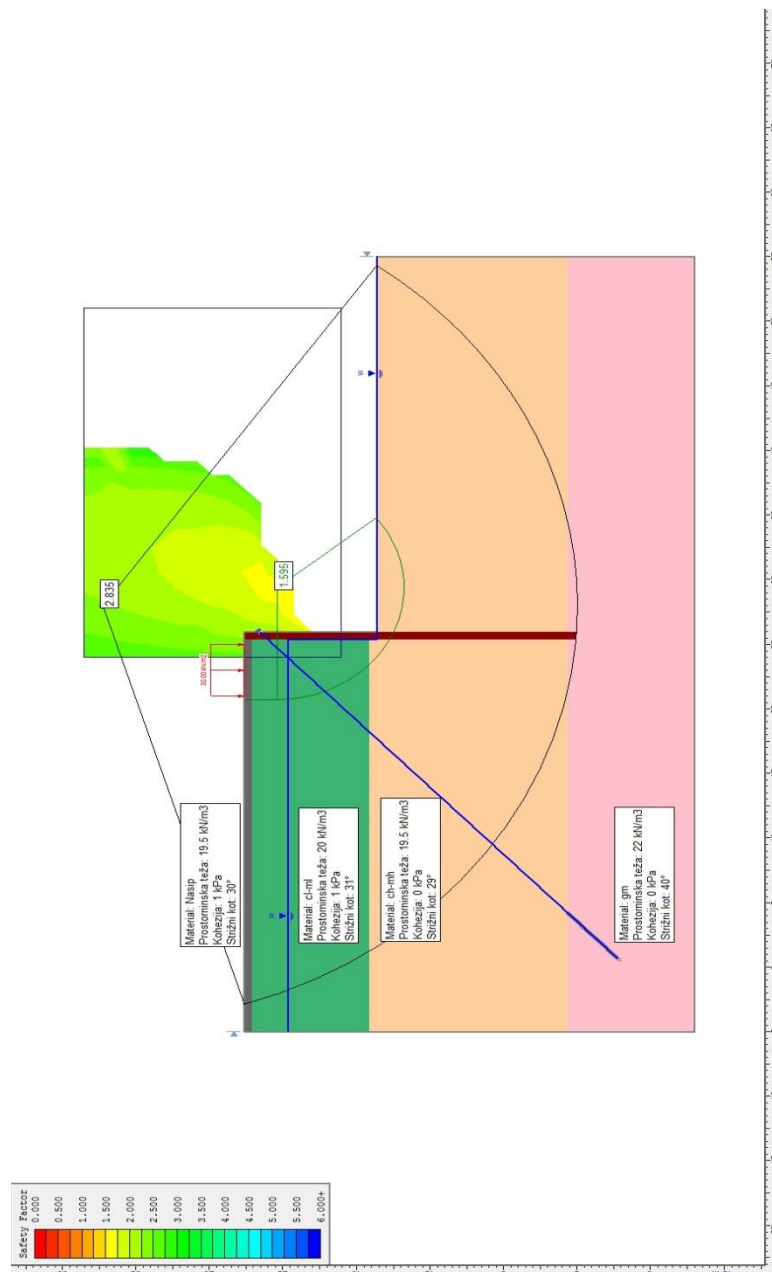 Safety Factor
0.000
0.500
1.000
1.500
2.000
2.500
3.000
3.500
4.000
4.500
5.000
5.500
6.000+
2.835
1.595
30.00 kN/m2
W
W
Material: Nasip
Prostorninska teža: 19.5 kN/m3
Kohezija: 1 kPa
Strižni kot: 30°
Material: cl-ml
Prostorninska teža: 20 kN/m3
Kohezija: 1 kPa
Strižni kot: 31°
Material: ch-mh
Prostorninska teža: 19.5 kN/m3
Kohezija: 0 kPa
Strižni kot: 29°
Material: gm
Prostorninska teža: 22 kN/m3
Kohezija: 0 kPa
Strižni kot: 40°